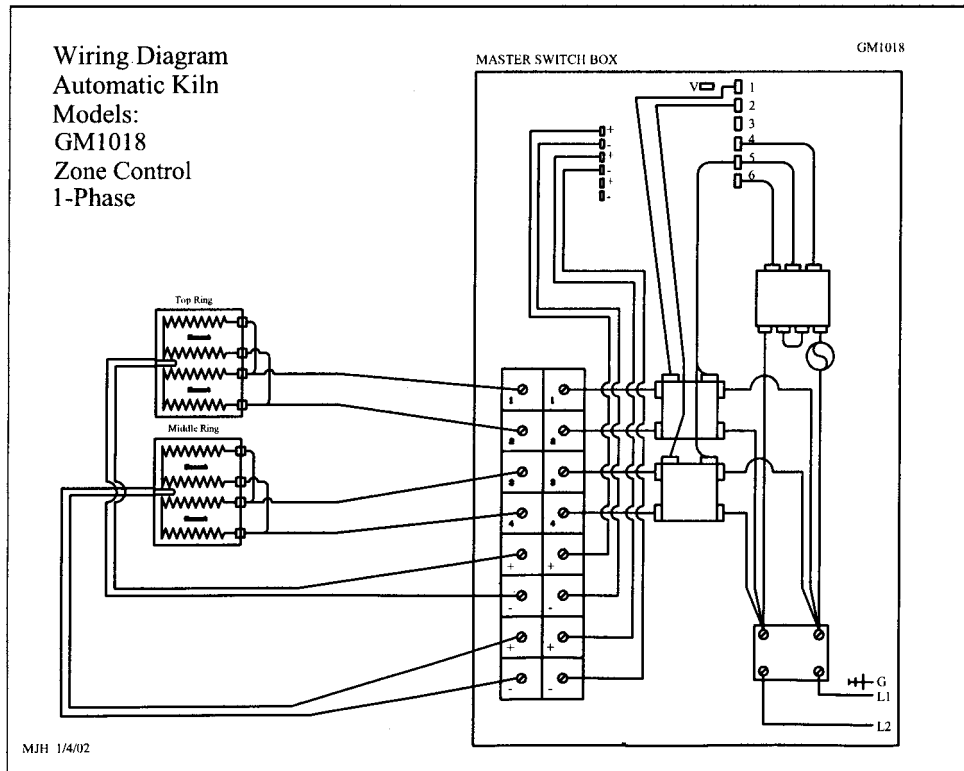 Wiring Diagram
Automatic Kiln
Models:
GM1018
Zone Control
1-Phase
MASTER SWITCH BOX
GM1018
V
1
2
3
4
5
6
+
-
+
-
+
-
Top Ring
Middle Ring
1 1
2 2
3 3
4 4
+ +
- -
+ +
- -
G
L1
L2
MJH 1/4/02